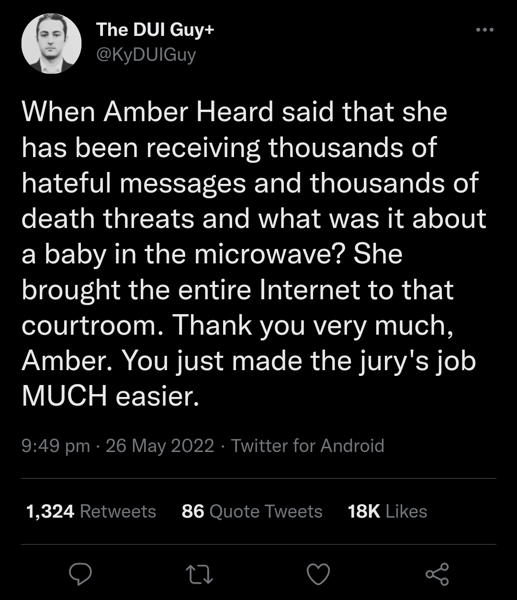 The DUI Guy+
@KyDUIGuy
When Amber Heard said that she
has been receiving thousands of
hateful messages and thousands of
death threats and what was it about
a baby in the microwave? She
brought the entire Internet to that
courtroom. Thank you very much,
Amber. You just made the jury's job
MUCH easier.
9:49 pm · 26 May 2022 · Twitter for Android
1,324 Retweets 86 Quote Tweets 18K Likes